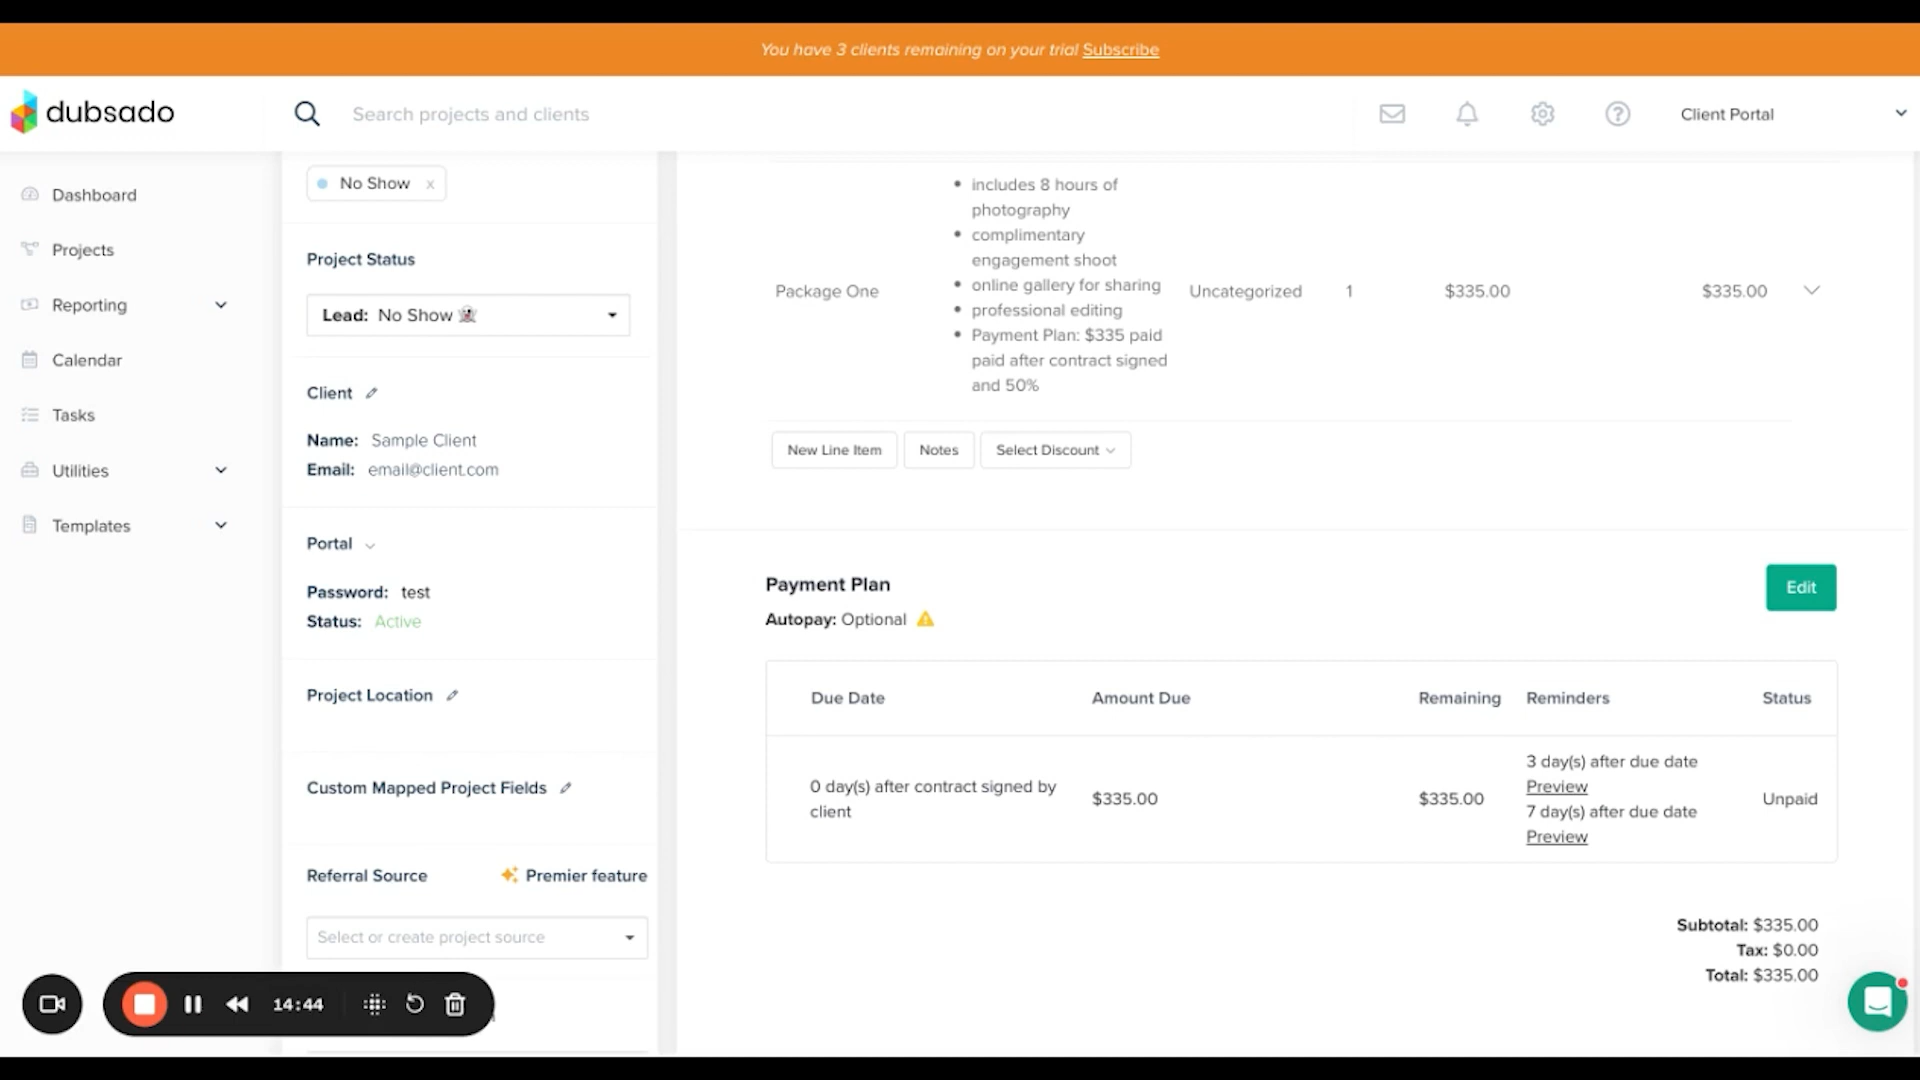 You have 3 clients remaining on your trial Subscribe
dubsado
Search projects and clients
Client Portal
Dashboard
Projects
Reporting
Calendar
Tasks
Utilities
Templates
No Show x
Project Status
Lead: No Show
Client
Name: Sample Client
Email: email@client.com
Portal
Password: test
Status: Active
Project Location
Custom Mapped Project Fields
Referral Source
Premier feature
Select or create project source
14:44
Package One
• includes 8 hours of
photography
• complimentary
engagement shoot
• online gallery for sharing
• professional editing
• Payment Plan: $335 paid
paid after contract signed
and 50%
Uncategorized
1
$335.00
$335.00
New Line Item
Notes
Select Discount
Payment Plan
Edit
Autopay: Optional
Due Date
Amount Due
Remaining
Reminders
Status
0 day(s) after contract signed by
client
$335.00
$335.00
3 day(s) after due date
Preview
7 day(s) after due date
Preview
Unpaid
Subtotal: $335.00
Tax: $0.00
Total: $335.00